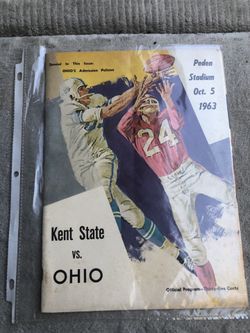 Special in This Issue:
OHIO'S Admission Policies
Peden
Stadium
Oct. 5
1963
24
Kent State
vs.
OHIO
Official Program—Thirty-five Cents